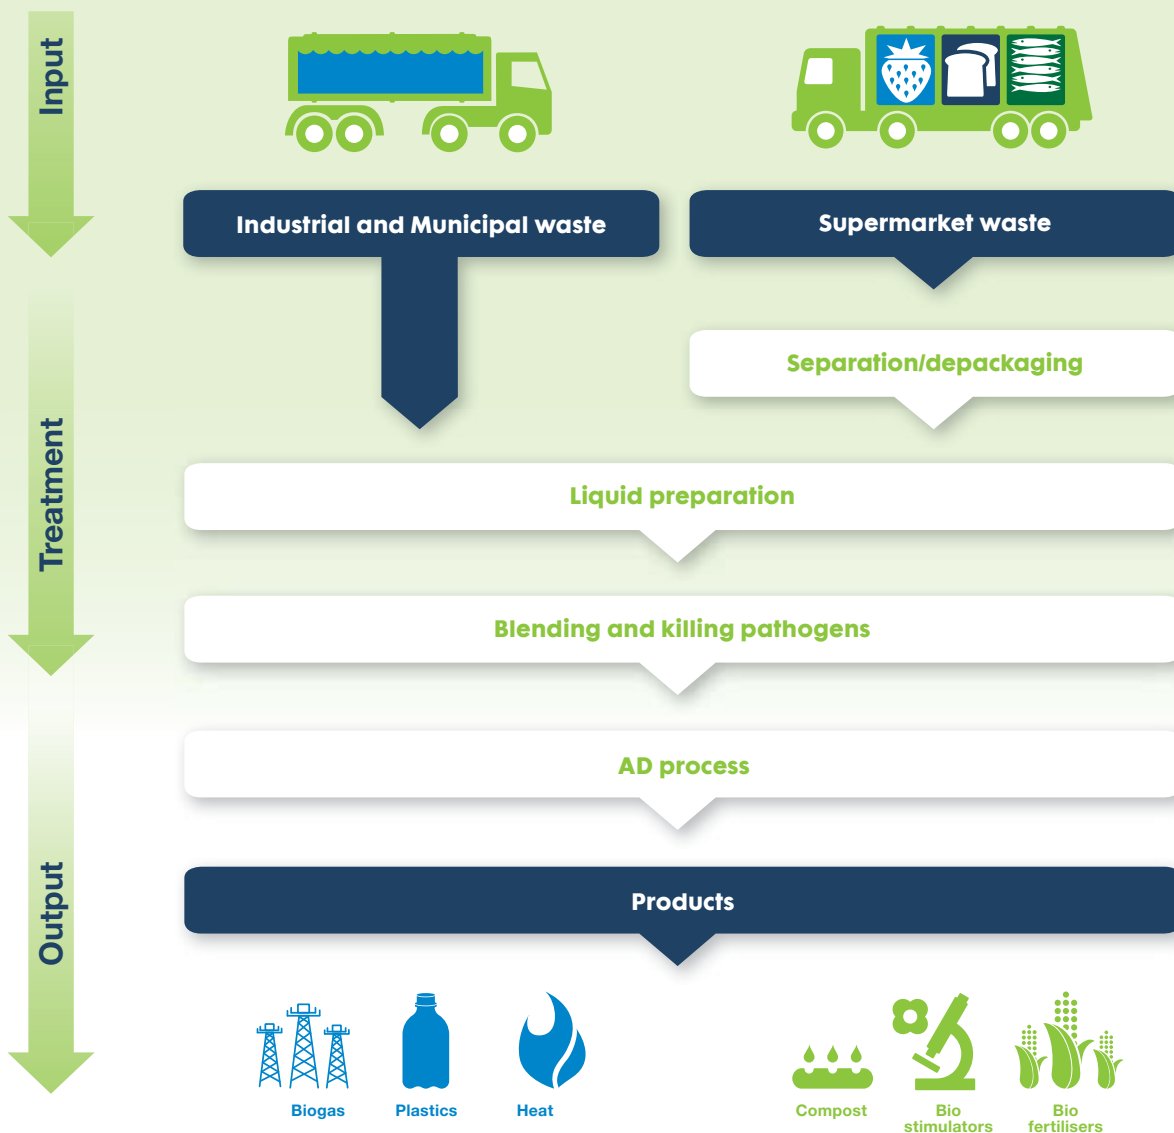 Input
Industrial and Municipal waste
Supermarket waste
Separation/depackaging
Treatment
Liquid preparation
Blending and killing pathogens
AD process
Output
Products
Biogas
Plastics
Heat
Compost
Bio
stimulators
Bio
fertilisers